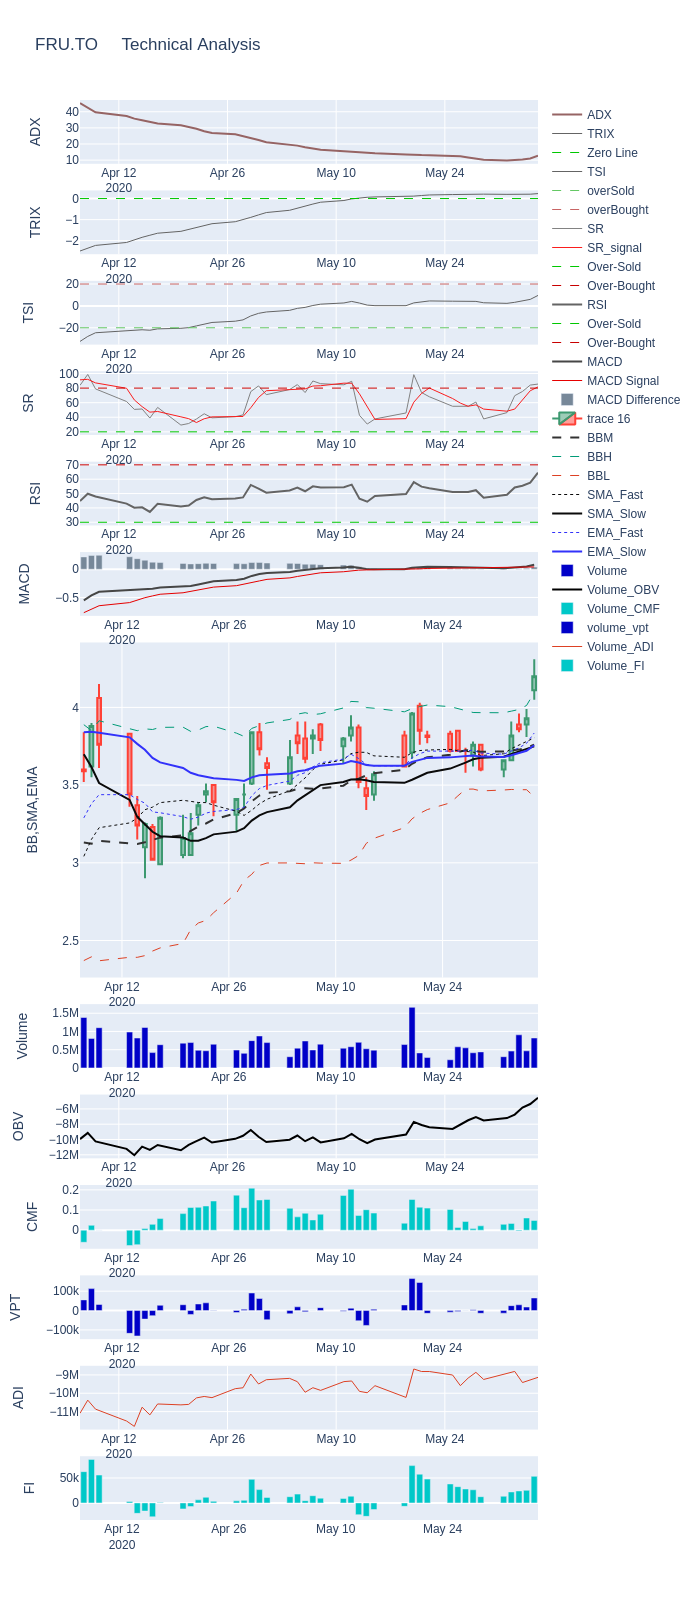 FRU.TO Technical Analysis
ADX
40
30
20
10
Apr 12
2020
Apr 26
May 10
May 24
TRIX
0
−1
−2
Apr 12
2020
Apr 26
May 10
May 24
TSI
20
0
−20
Apr 12
2020
Apr 26
May 10
May 24
SR
100
80
60
40
20
Apr 12
2020
Apr 26
May 10
May 24
RSI
70
60
50
40
30
Apr 12
2020
Apr 26
May 10
May 24
MACD
0
−0.5
Apr 12
2020
Apr 26
May 10
May 24
BB,SMA,EMA
4
3.5
3
2.5
Apr 12
2020
Apr 26
May 10
May 24
Volume
1.5M
1M
0.5M
0
Apr 12
2020
Apr 26
May 10
May 24
OBV
−6M
−8M
−10M
−12M
Apr 12
2020
Apr 26
May 10
May 24
CMF
0.2
0.1
0
Apr 12
2020
Apr 26
May 10
May 24
VPT
100k
0
−100k
Apr 12
2020
Apr 26
May 10
May 24
ADI
−9M
−10M
−11M
Apr 12
2020
Apr 26
May 10
May 24
FI
50k
0
Apr 12
2020
Apr 26
May 10
May 24
ADX
TRIX
Zero Line
TSI
overSold
overBought
SR
SR_signal
Over-Sold
Over-Bought
RSI
Over-Sold
Over-Bought
MACD
MACD Signal
MACD Difference
trace 16
BBM
BBH
BBL
SMA_Fast
SMA_Slow
EMA_Fast
EMA_Slow
Volume
Volume_OBV
Volume_CMF
volume_vpt
Volume_ADI
Volume_FI